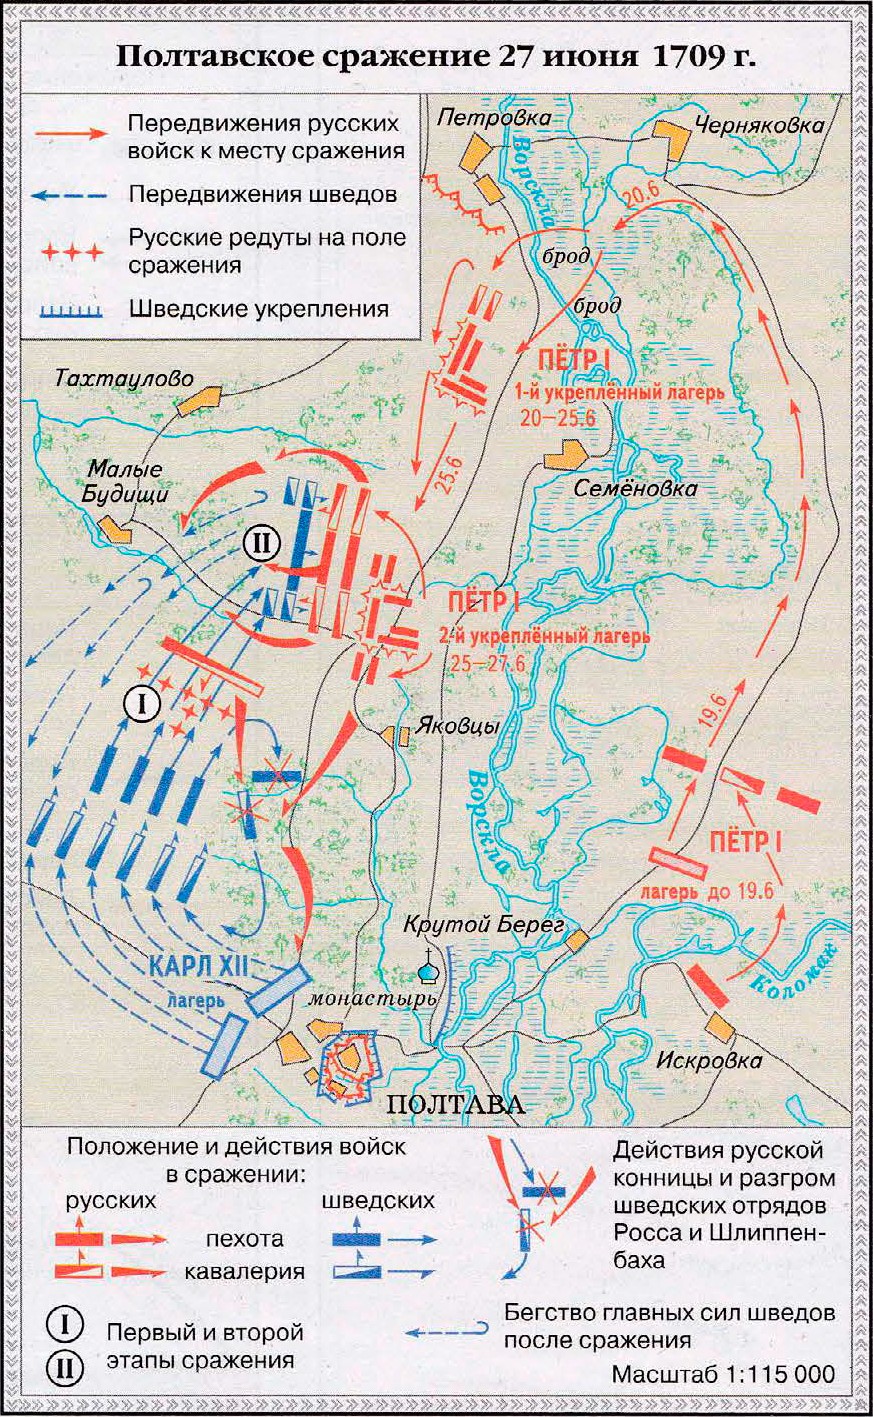 Полтавское сражение 27 июня 1709 г.
Передвижения русских
войск к месту сражения
Передвижения шведов
Русские редуты на поле
сражения
Шведские укрепления
Петровка
Черняковка
Ворскла
20.6
брод
брод
ПЁТР I
1-й укреплённый лагерь
20–25.6
Тахтаулово
25.6
Малые
Будищи
Семёновка
II
ПЁТР I
2-й укреплённый лагерь
25–27.6
I
19.6
Яковцы
Ворскла
ПЁТР I
лагерь до 19.6
Крутой Берег
КАРЛ XII
лагерь
монастырь
Коломак
Искровка
ПОЛТАВА
Положение и действия войск
в сражении:
русских
шведских
пехота
кавалерия
Действия русской
конницы и разгром
шведских отрядов
Росса и Шлиппен-
баха
I
II
Первый и второй
этапы сражения
Бегство главных сил шведов
после сражения
Масштаб 1:115 000